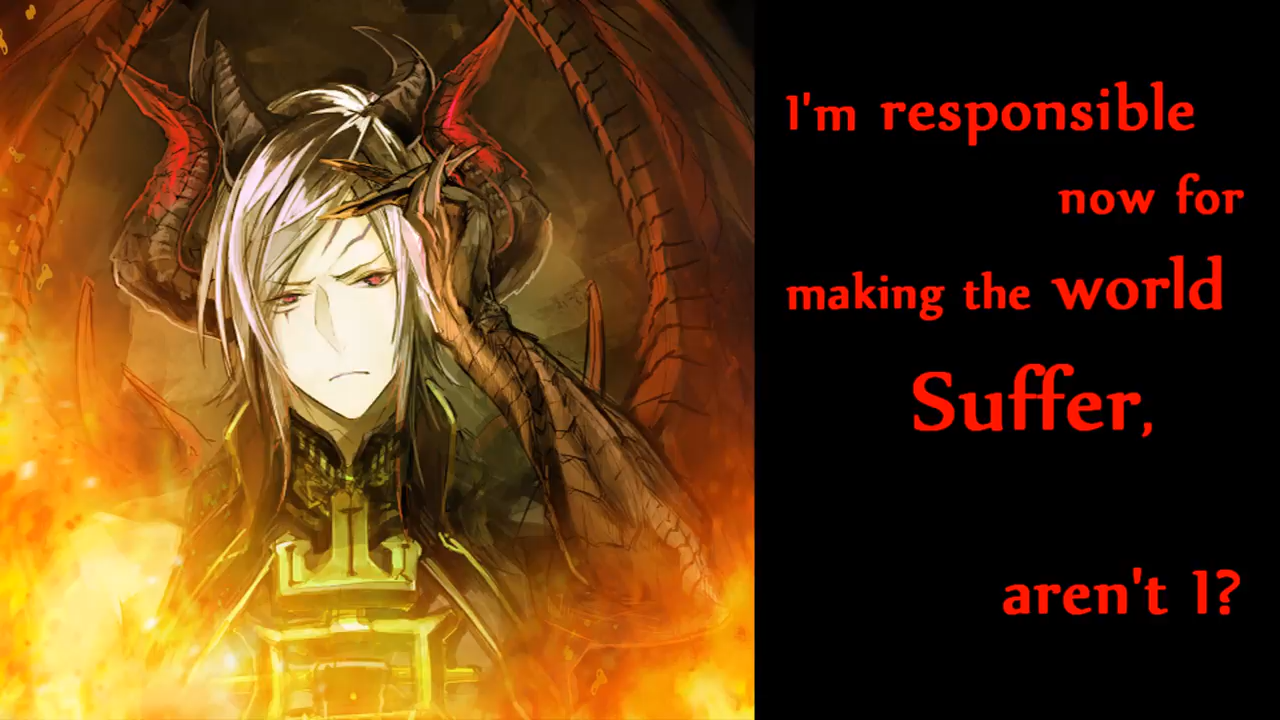 I'm responsible
now for
making the world
Suffer,
aren't I?